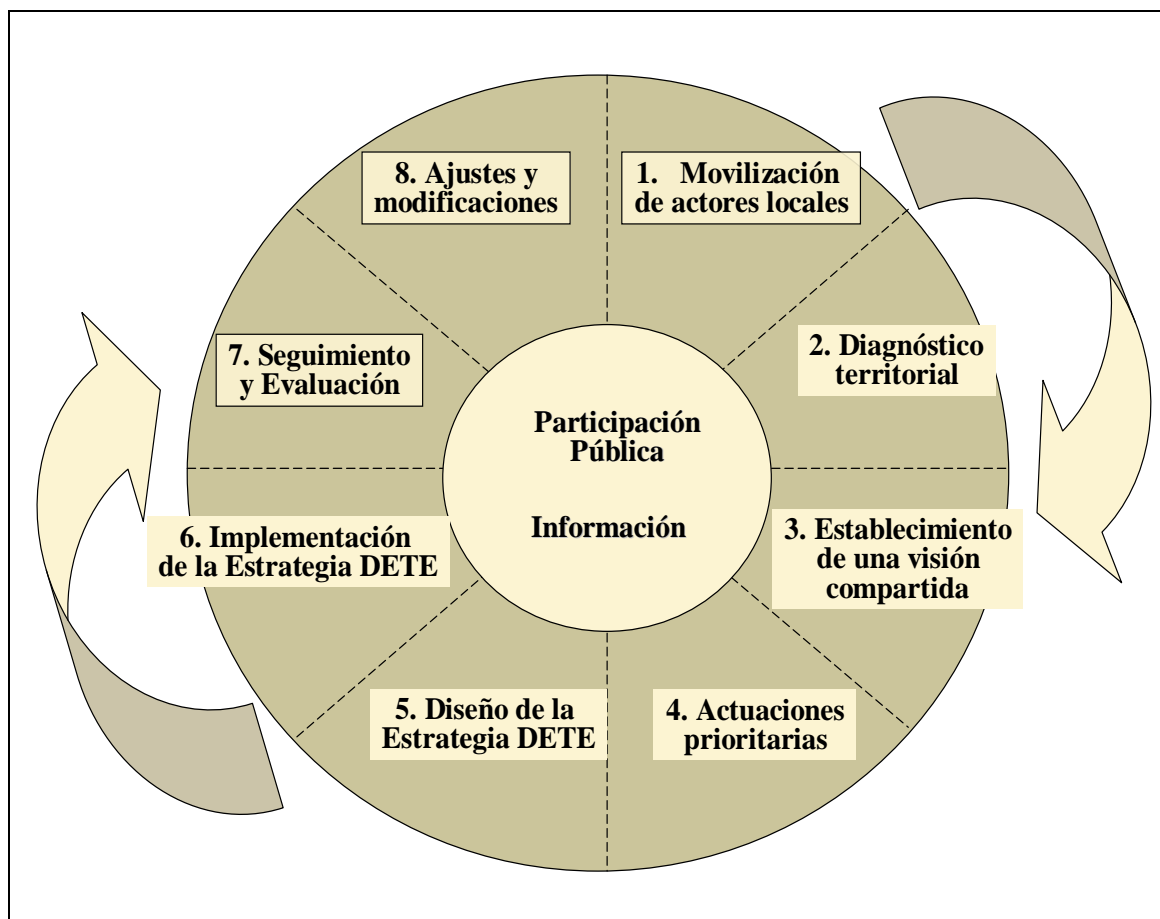 1. Movilización
de actores locales
2. Diagnóstico
territorial
3. Establecimiento
de una visión
compartida
4. Actuaciones
prioritarias
5. Diseño de la
Estrategia DETE
6. Implementación
de la Estrategia DETE
7. Seguimiento
y Evaluación
8. Ajustes y
modificaciones
Participación
Pública
Información